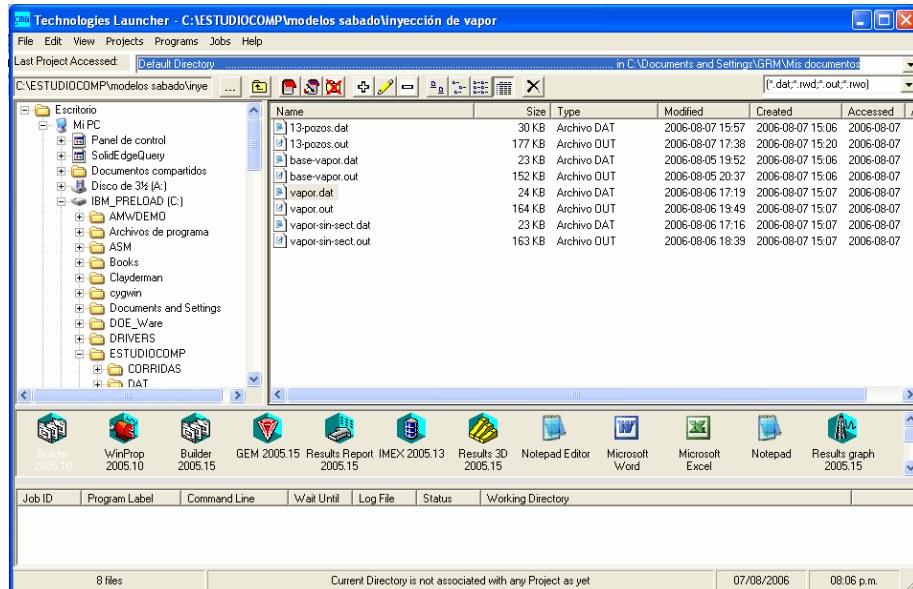 CMG Technologies Launcher - C:\ESTUDIOCOMP\modelos sabado\inyección de vapor
File Edit View Projects Programs Jobs Help
Last Project Accessed: Default Directory in C:\Documents and Settings\GRM\Mis documentos
C:\ESTUDIOCOMP\modelos sabado\inye ... (*.dat;*.rwd;*.out;*.rwo)
Escritorio
Mi PC
Panel de control
SolidEdgeQuery
Documentos compartidos
Disco de 3½ (A:)
IBM_PRELOAD (C:)
AMWDEMO
Archivos de programa
ASM
Books
Clayderman
cygwin
Documents and Settings
DOE_Ware
DRIVERS
ESTUDIOCOMP
CORRIDAS
DAT
Name Size Type Modified Created Accessed
13-pozos.dat 30 KB Archivo DAT 2006-08-07 15:57 2006-08-07 15:06 2006-08-07
13-pozos.out 177 KB Archivo OUT 2006-08-07 17:38 2006-08-07 15:20 2006-08-07
base-vapor.dat 23 KB Archivo DAT 2006-08-05 19:52 2006-08-07 15:06 2006-08-07
base-vapor.out 152 KB Archivo OUT 2006-08-05 20:37 2006-08-07 15:06 2006-08-07
vapor.dat 24 KB Archivo DAT 2006-08-06 17:19 2006-08-07 15:07 2006-08-07
vapor.out 164 KB Archivo OUT 2006-08-06 19:49 2006-08-07 15:07 2006-08-07
vapor-sin-sect.dat 23 KB Archivo DAT 2006-08-06 17:16 2006-08-07 15:07 2006-08-07
vapor-sin-sect.out 163 KB Archivo OUT 2006-08-06 18:39 2006-08-07 15:07 2006-08-07
Builder 2005.10
WinProp 2005.10
Builder 2005.15
GEM 2005.15
Results Report 2005.15
IMEX 2005.13
Results 3D 2005.15
Notepad Editor
Microsoft Word
Microsoft Excel
Notepad
Results graph 2005.15
Job ID Program Label Command Line Wait Until Log File Status Working Directory
8 files Current Directory is not associated with any Project as yet 07/08/2006 08:06 p.m.